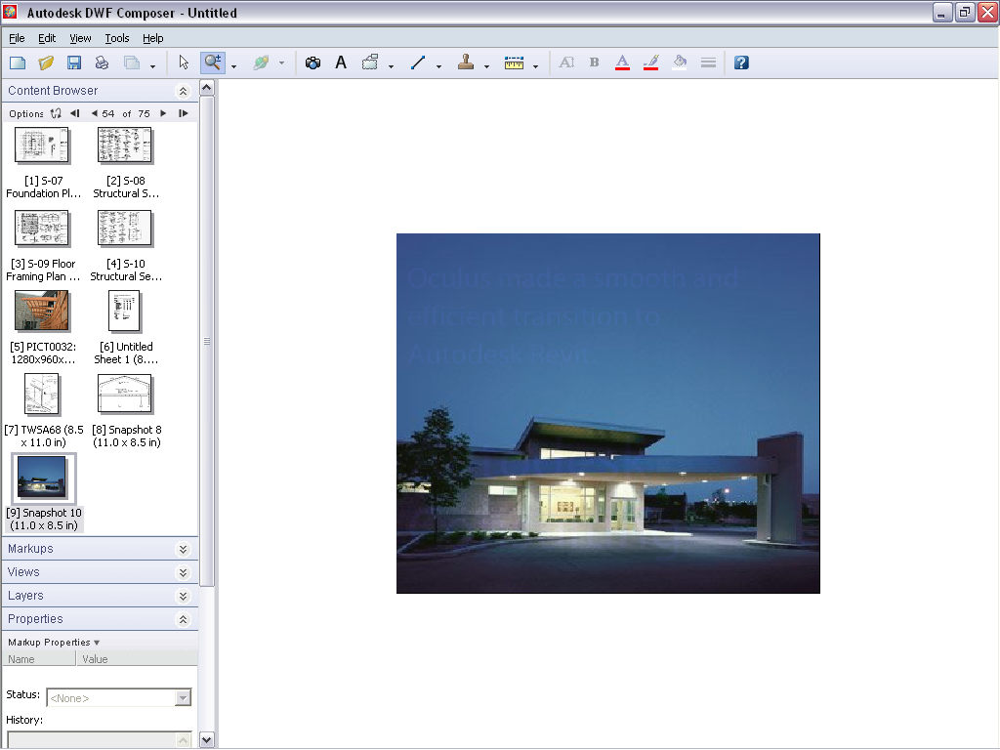 Autodesk DWF Composer - Untitled
File Edit View Tools Help
A
A B A
Content Browser
Options 54 of 75
[1] S-07
Foundation Pl...
[2] S-08
Structural S...
[3] S-09 Floor
Framing Plan ...
[4] S-10
Structural Se...
[5] PICT0032:
1280x960x...
[6] Untitled
Sheet 1 (8....
[7] TWSA68 (8.5
x 11.0 in)
[8] Snapshot 8
(11.0 x 8.5 in)
[9] Snapshot 10
(11.0 x 8.5 in)
Markups
Views
Layers
Properties
Markup Properties
Name Value
Status: <None>
History:
Oculus made a smooth and
efficient transition to
Autodesk Revit